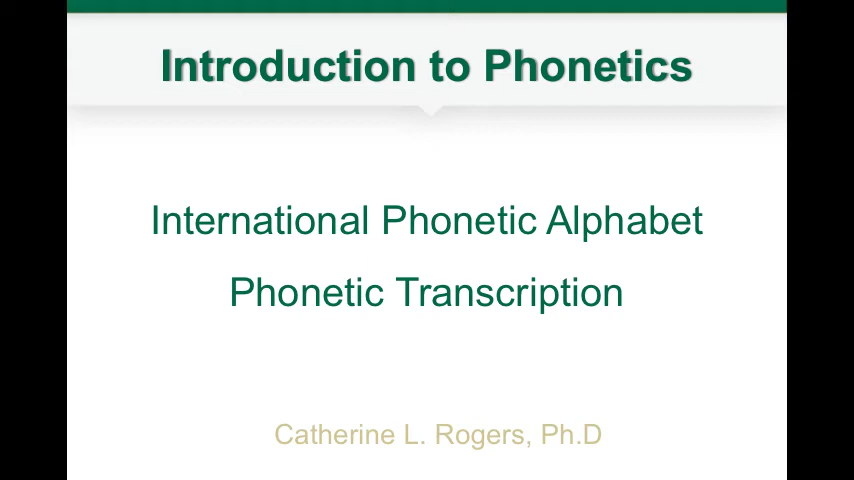 Introduction to Phonetics
International Phonetic Alphabet
Phonetic Transcription
Catherine L. Rogers, Ph.D